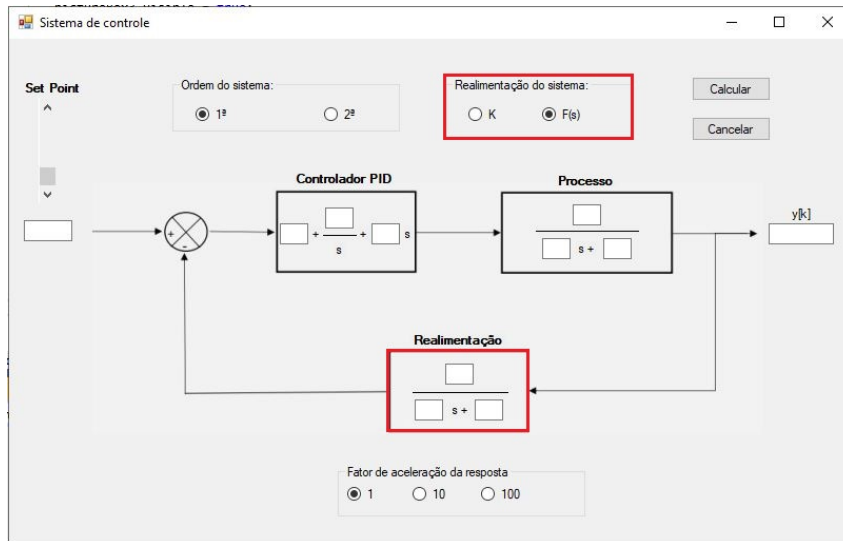 Sistema de controle
Set Point
Ordem do sistema:
1ª
2ª
Realimentação do sistema:
K
F(s)
Calcular
Cancelar
Controlador PID
+
-
+
s
+
s
Processo
s +
y[k]
Realimentação
s +
Fator de aceleração da resposta
1
10
100